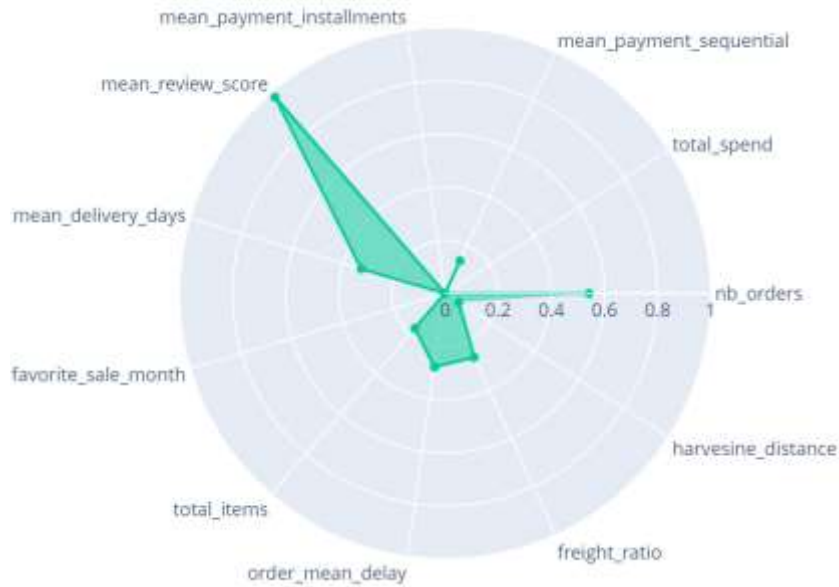 mean_payment_installments
mean_payment_sequential
mean_review_score
total_spend
mean_delivery_days
nb_orders
0 0.2 0.4 0.6 0.8 1
favorite_sale_month
harvesine_distance
total_items
freight_ratio
order_mean_delay